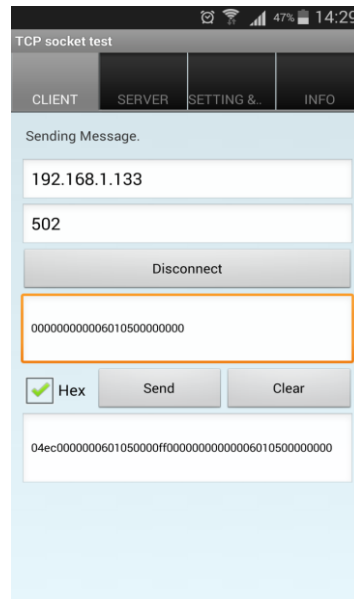 47% 14:29
TCP socket test
CLIENT SERVER SETTING &.. INFO
Sending Message.
192.168.1.133
502
Disconnect
000000000006010500000000
Hex Send Clear
04ec0000000601050000ff00000000000006010500000000